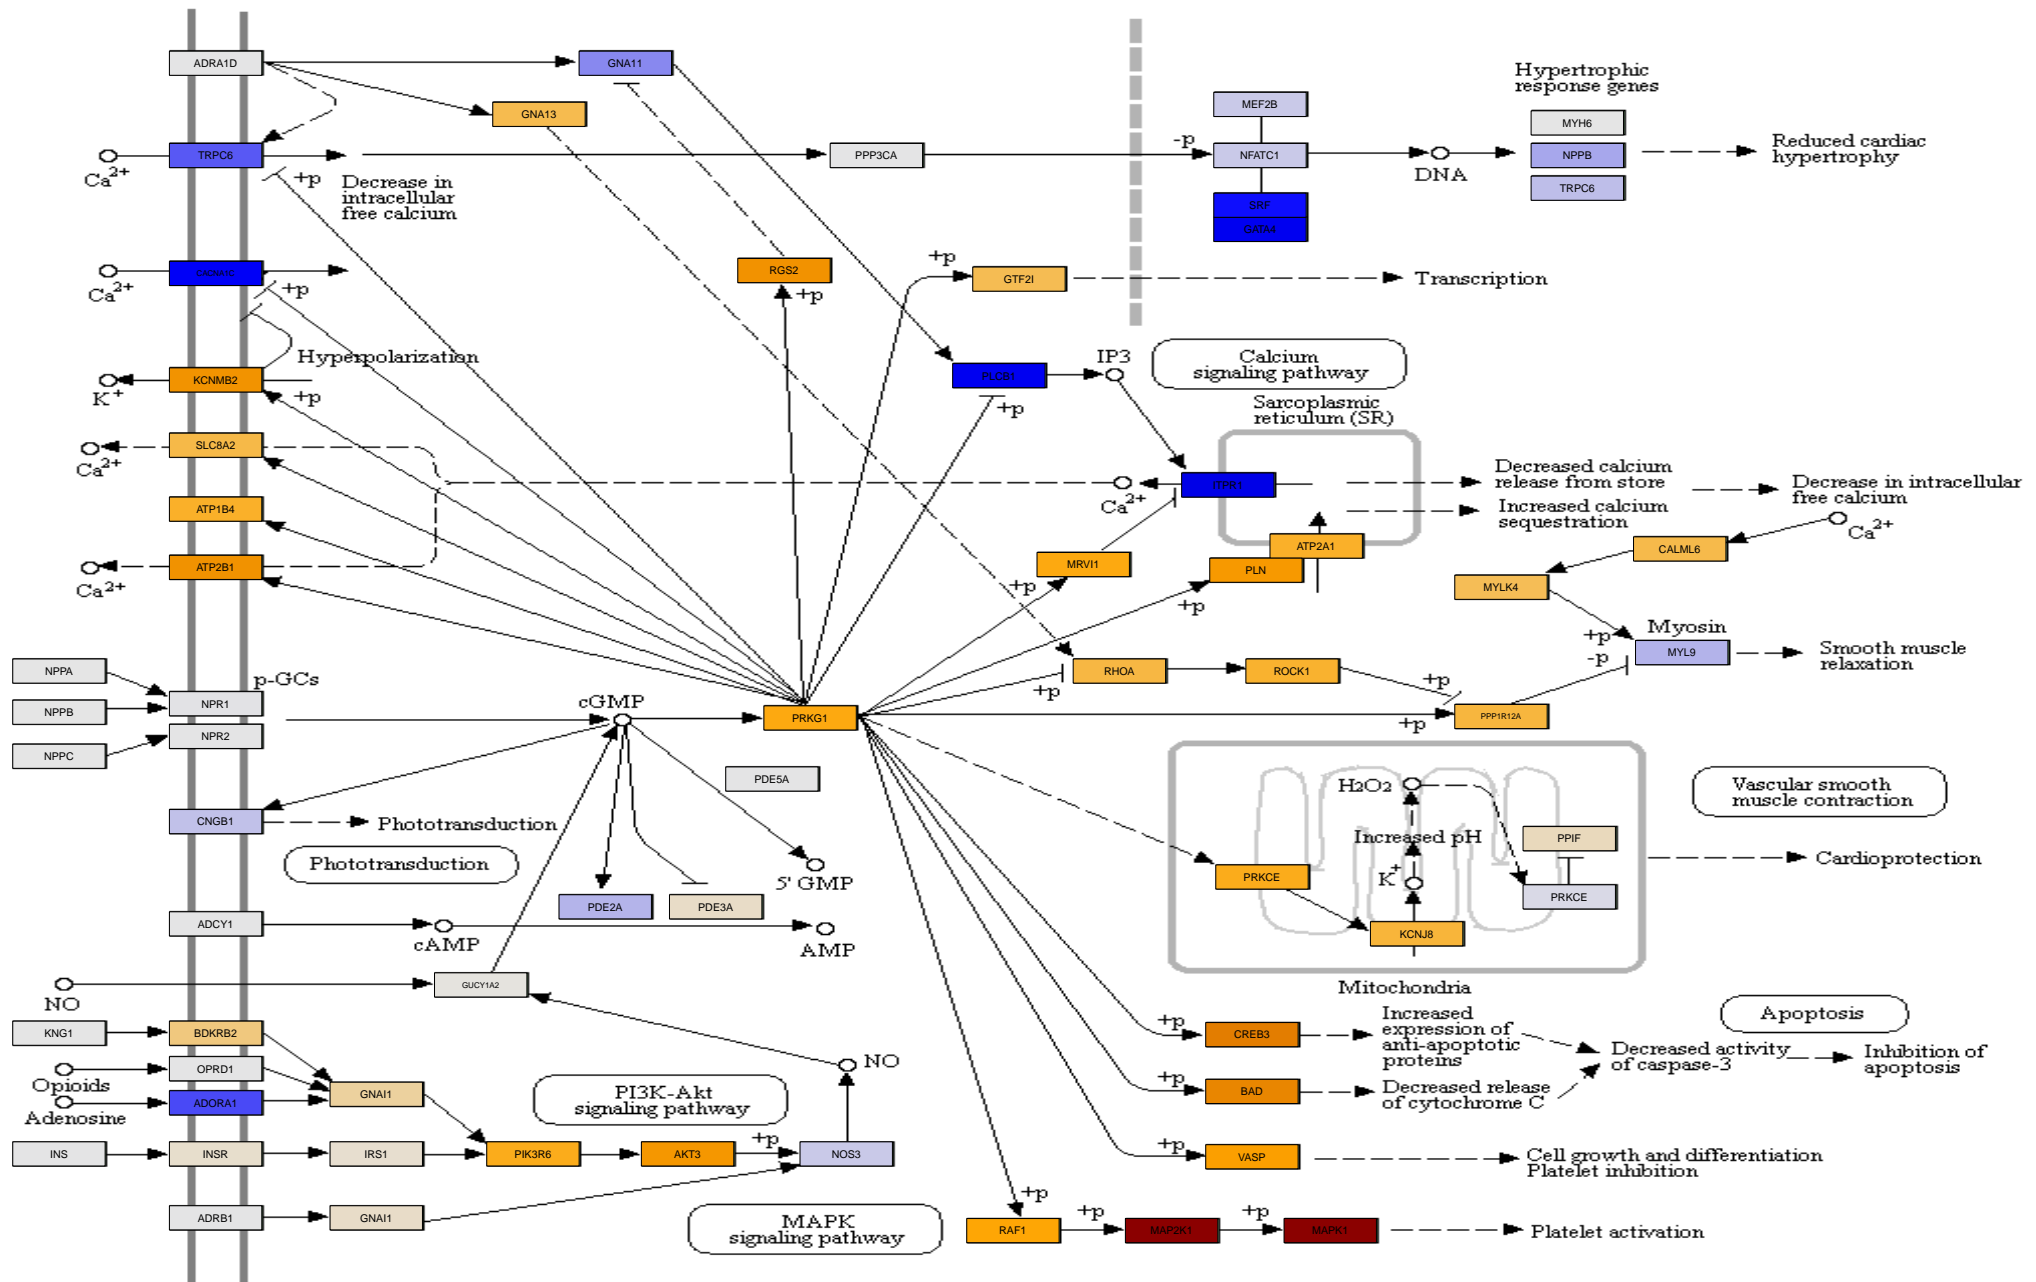 ADRA1D
GNA11
GNA13
TRPC6
Ca2+
+p
Decrease in
intracellular
free calcium
PPP3CA
-p
MEF2B
NFATC1
SRF
GATA4
DNA
Hypertrophic
response genes
MYH6
NPPB
TRPC6
Reduced cardiac
hypertrophy
CACNA1C
Ca2+
+p
RGS2
+p
+p
GTF2I
Transcription
Hyperpolarization
KCNMB2
K+
+p
PLCB1
+p
IP3
Calcium
signaling pathway
Sarcoplasmic
reticulum (SR)
SLC8A2
Ca2+
ITPR1
Ca2+
Decreased calcium
release from store
Increased calcium
sequestration
Decrease in intracellular
free calcium
Ca2+
ATP1B4
ATP2B1
Ca2+
MRVI1
+p
ATP2A1
PLN
+p
CALML6
MYLK4
+p
-p
Myosin
MYL9
Smooth muscle
relaxation
NPPA
NPPB
NPPC
p-GCs
NPR1
NPR2
cGMP
PRKG1
RHOA
+p
ROCK1
+p
PPP1R12A
+p
PDE5A
CNGB1
Phototransduction
Phototransduction
5' GMP
PDE2A
PDE3A
H2O2
Increased pH
K+
PPIF
PRKCE
PRKCE
KCNJ8
Mitochondria
Vascular smooth
muscle contraction
Cardioprotection
ADCY1
cAMP
AMP
NO
GUCY1A2
KNG1
BDKRB2
Opioids
OPRD1
Adenosine
ADORA1
GNAI1
NO
PI3K-Akt
signaling pathway
INS
INSR
IRS1
PIK3R6
AKT3
+p
NOS3
ADRB1
GNAI1
MAPK
signaling pathway
+p
CREB3
Increased
expression of
anti-apoptotic
proteins
Apoptosis
+p
BAD
Decreased release
of cytochrome C
Decreased activity
of caspase-3
Inhibition of
apoptosis
+p
VASP
Cell growth and differentiation
Platelet inhibition
+p
RAF1
+p
MAP2K1
+p
MAPK1
Platelet activation